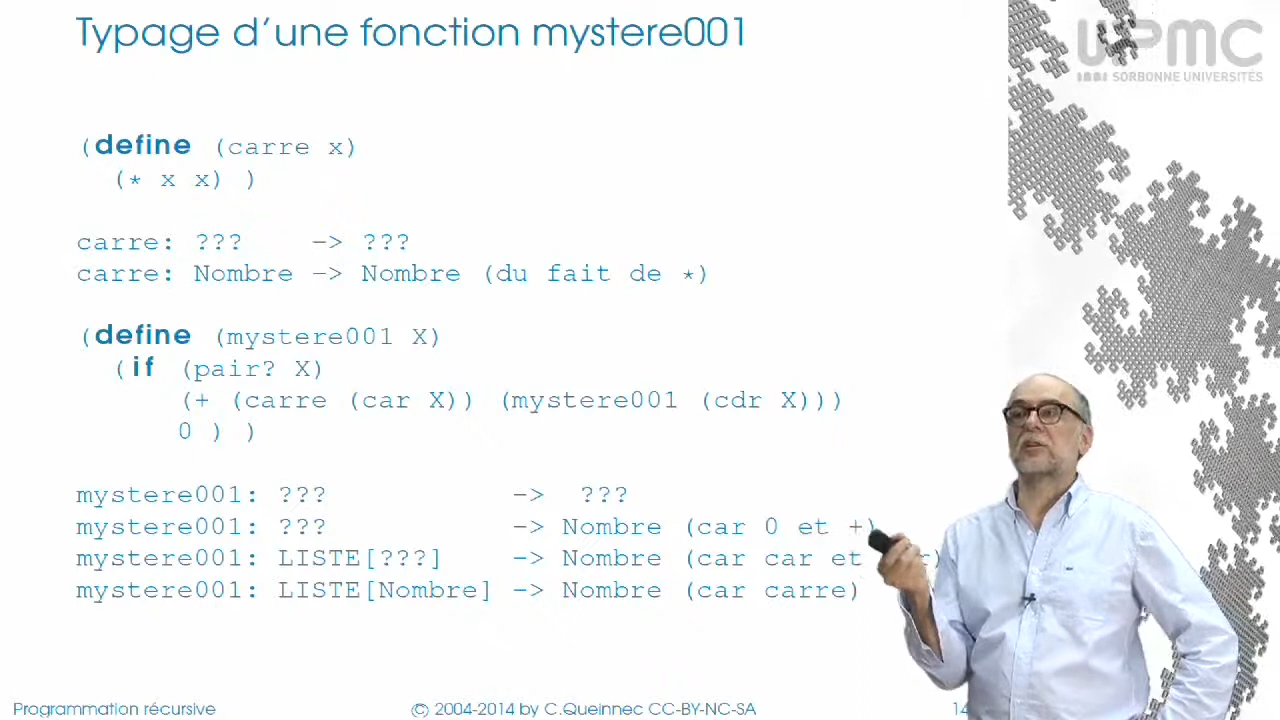 Typage d'une fonction mystere001
UPMC
SORBONNE UNIVERSITÉS
(define (carre x)
(* x x) )
carre: ??? -> ???
carre: Nombre -> Nombre (du fait de *)
(define (mystere001 X)
(if (pair? X)
(+ (carre (car X)) (mystere001 (cdr X)))
0 ) )
mystere001: ??? -> ???
mystere001: ??? -> Nombre (car 0 et +)
mystere001: LISTE[???] -> Nombre (car car et r)
mystere001: LISTE[Nombre] -> Nombre (car carre)
Programmation récursive
© 2004-2014 by C.Queinnec CC-BY-NC-SA
14